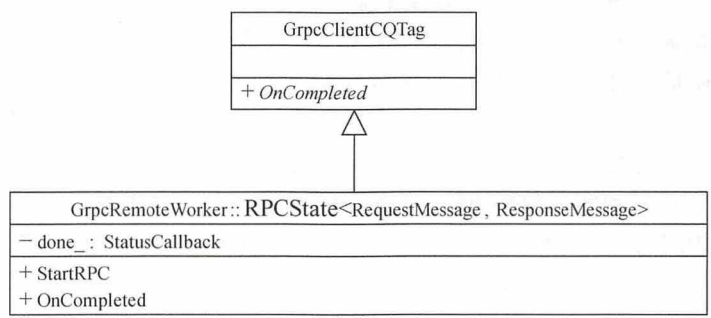 GrpcClientCQTag
+ OnCompleted
GrpcRemoteWorker::RPCState<RequestMessage, ResponseMessage>
− done_: StatusCallback
+ StartRPC
+ OnCompleted